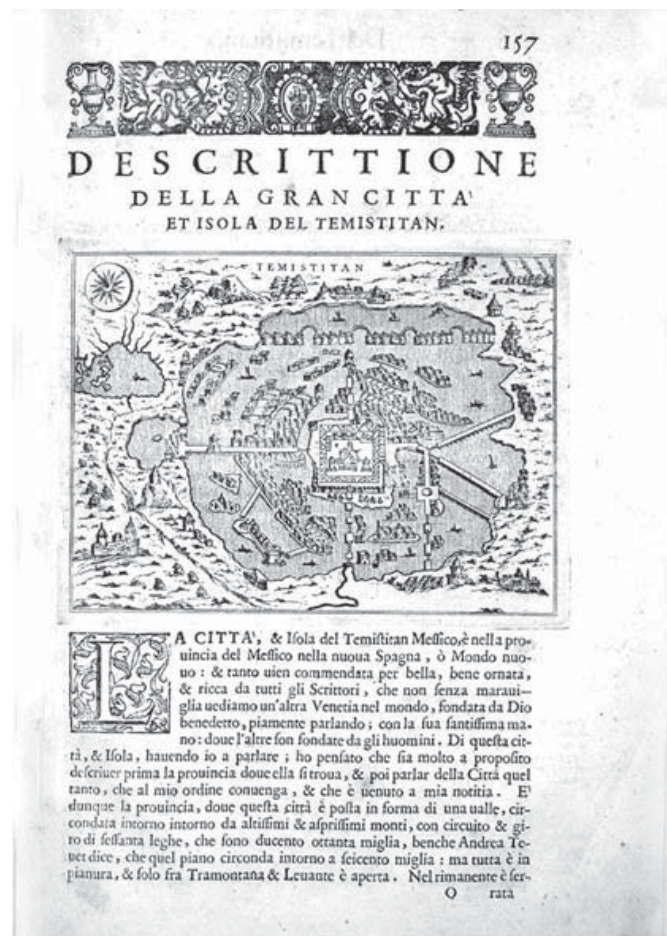 157
DESCRITTIONE
DELLA GRAN CITTA'
ET ISOLA DEL TEMISTITAN.
TEMISTITAN
LA CITTA', & Isola del Temistitan Messico, è nella pro-
uincia del Messico nella nuoua Spagna, ò Mondo nuo-
uo: & tanto uien commendata per bella, bene ornata,
& ricca da tutti gli Scrittori, che non senza maraui-
glia uediamo un'altra Venetia nel mondo, fondata da Dio
benedetto, piamente parlando; con la sua santissima ma-
no: doue l'altre son fondate da gli huomini. Di questa cit-
tà, & Isola, hauendo io a parlare; ho pensato che sia molto a proposito
descriuer prima la prouincia doue ella si troua, & poi parlar della Città quel
tanto, che al mio ordine conuenga, & che è uenuto a mia notitia. E'
dunque la prouincia, doue questa città è posta in forma di una ualle, cir-
condata intorno intorno da altissimi & asprissimi monti, con circuito & gi-
ro di sessanta leghe, che sono ducento ottanta miglia, benche Andrea Te-
uet dice, che quel piano circonda intorno a seicento miglia: ma tutta è in
pianura, & solo fra Tramontana & Leuante è aperta. Nel rimanente è ser-
O rata